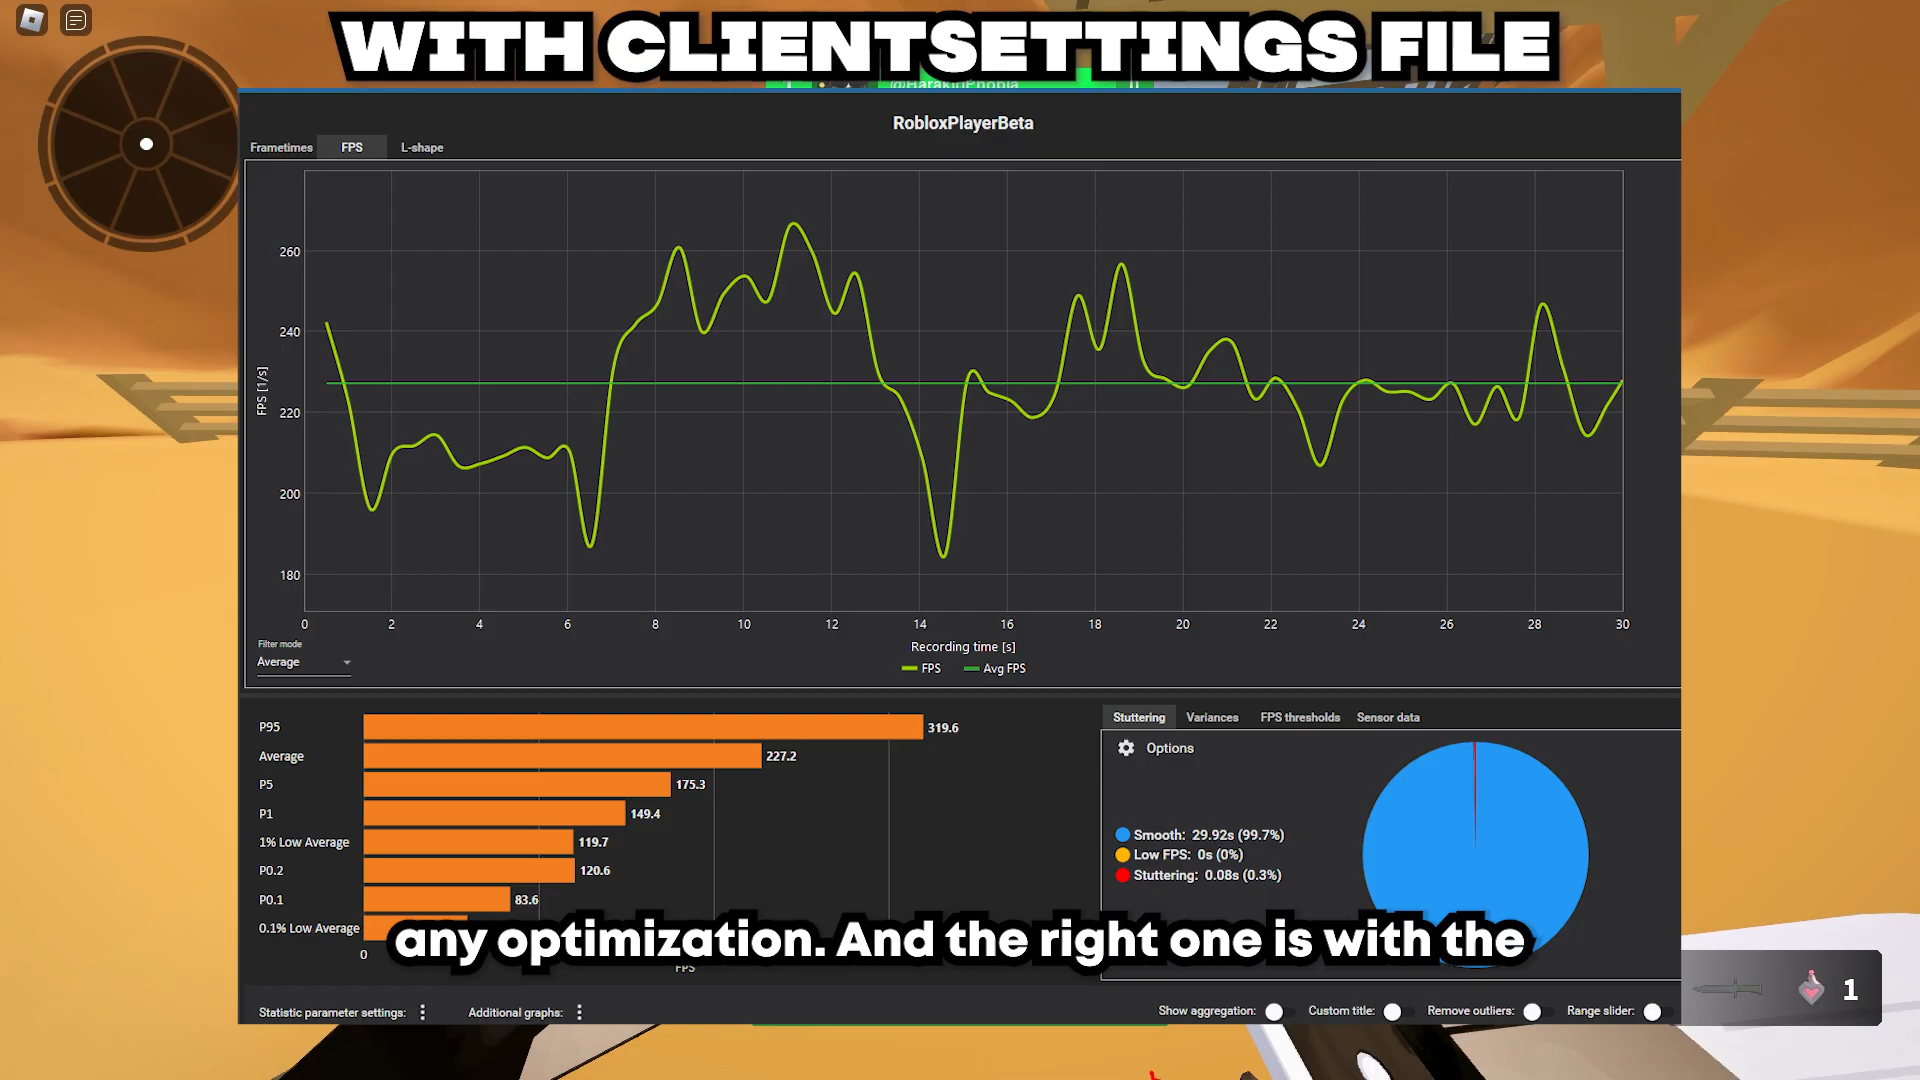 WITH CLIENTSETTINGS FILE
@HarakiriPhobia
RobloxPlayerBeta
Frametimes FPS L-shape
FPS [1/s]
260
240
220
200
180
0 2 4 6 8 10 12 14 16 18 20 22 24 26 28 30
Recording time [s]
FPS Avg FPS
Filter mode
Average
P95 319.6
Average 227.2
P5 175.3
P1 149.4
1% Low Average 119.7
P0.2 120.6
P0.1 83.6
0.1% Low Average
0
FPS
Stuttering Variances FPS thresholds Sensor data
Options
Smooth: 29.92s (99.7%)
Low FPS: 0s (0%)
Stuttering: 0.08s (0.3%)
any optimization. And the right one is with the
1
Statistic parameter settings: Additional graphs:
Show aggregation: Custom title: Remove outliers: Range slider: